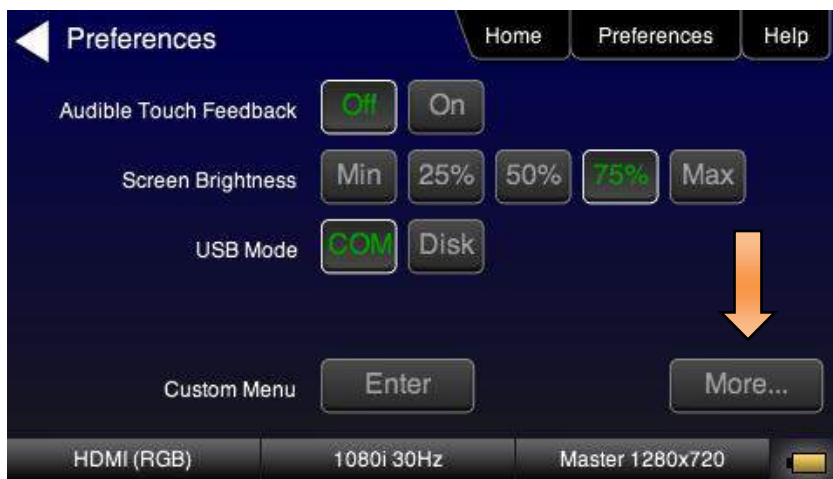 Preferences Home Preferences Help
Audible Touch Feedback Off On
Screen Brightness Min 25% 50% 75% Max
USB Mode COM Disk
Custom Menu Enter More...
HDMI (RGB) 1080i 30Hz Master 1280x720